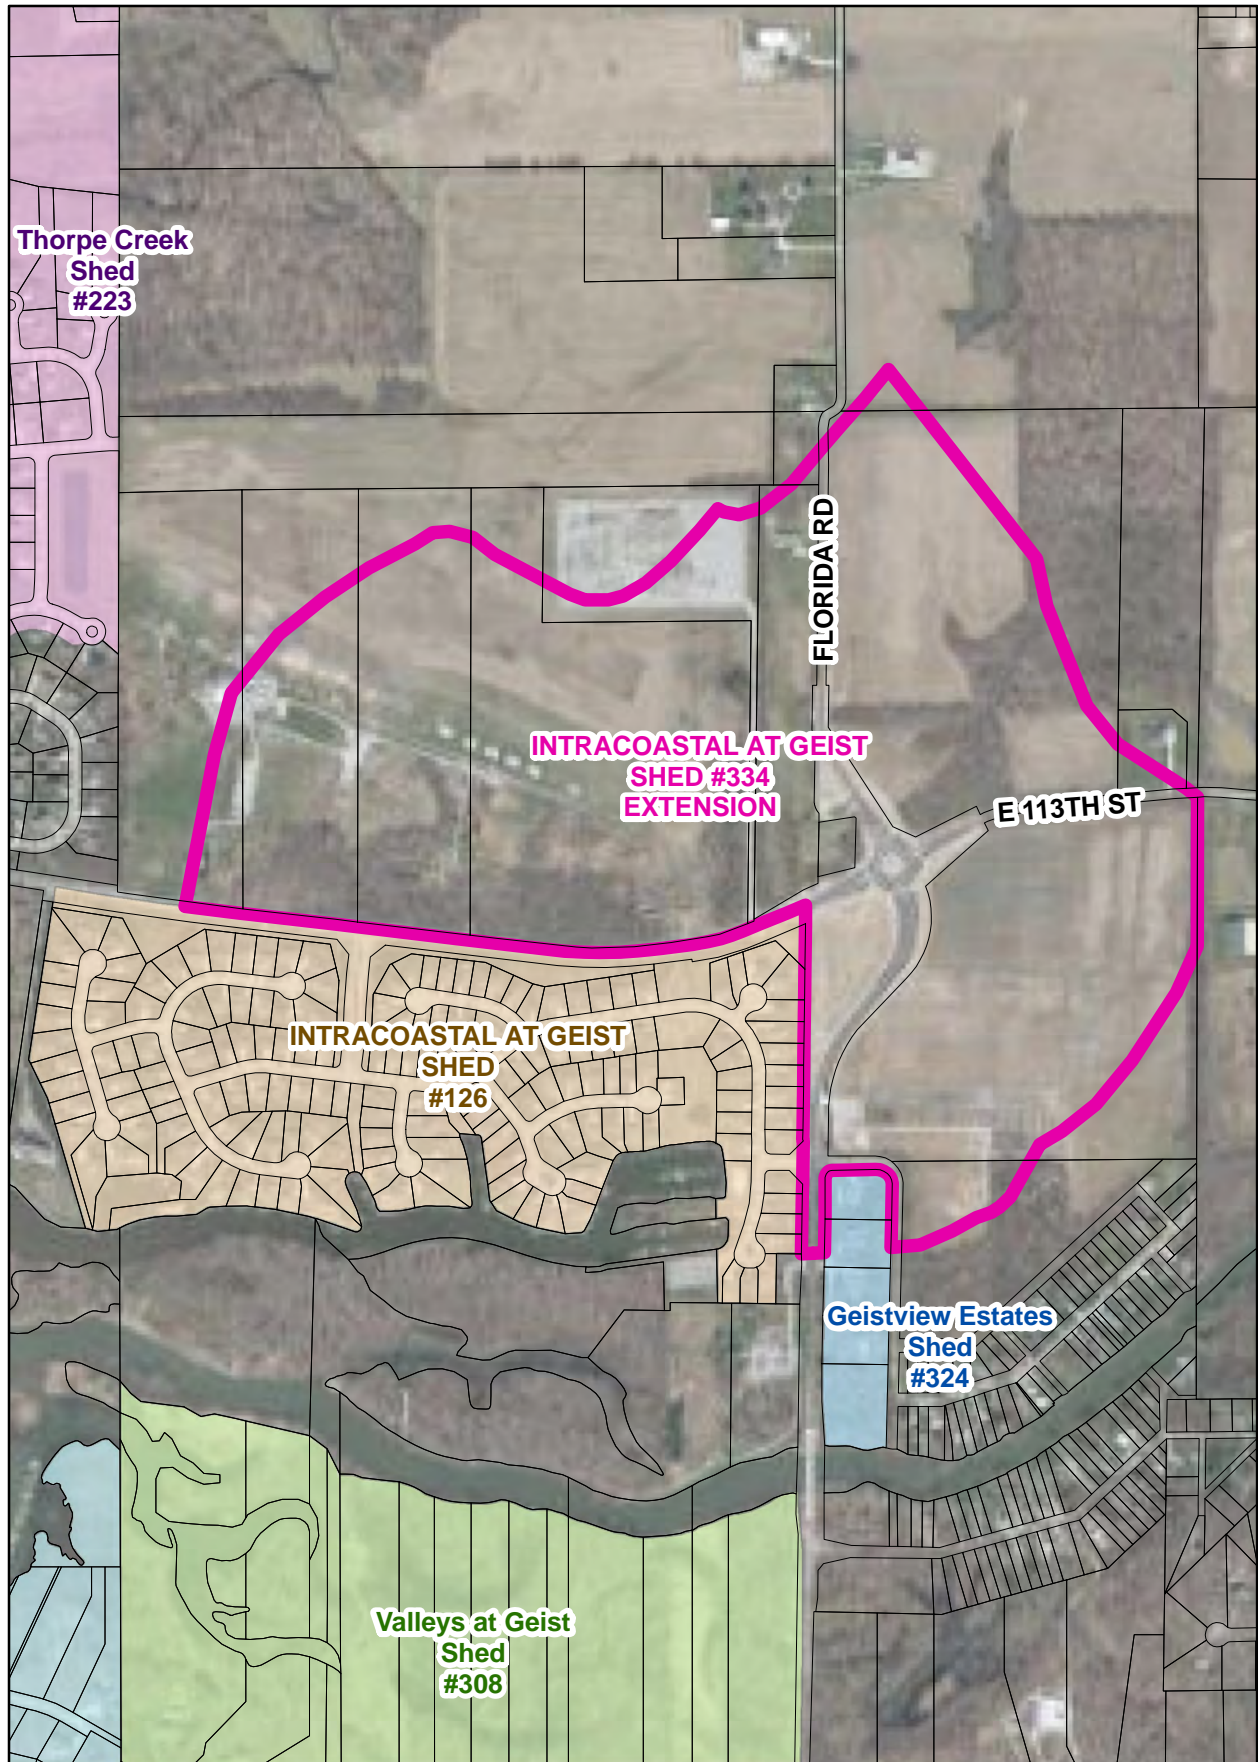 Thorpe Creek
Shed
#223
FLORIDA RD
INTRACOASTAL AT GEIST
SHED #334
EXTENSION
E 113TH ST
INTRACOASTAL AT GEIST
SHED
#126
Geistview Estates
Shed
#324
Valleys at Geist
Shed
#308